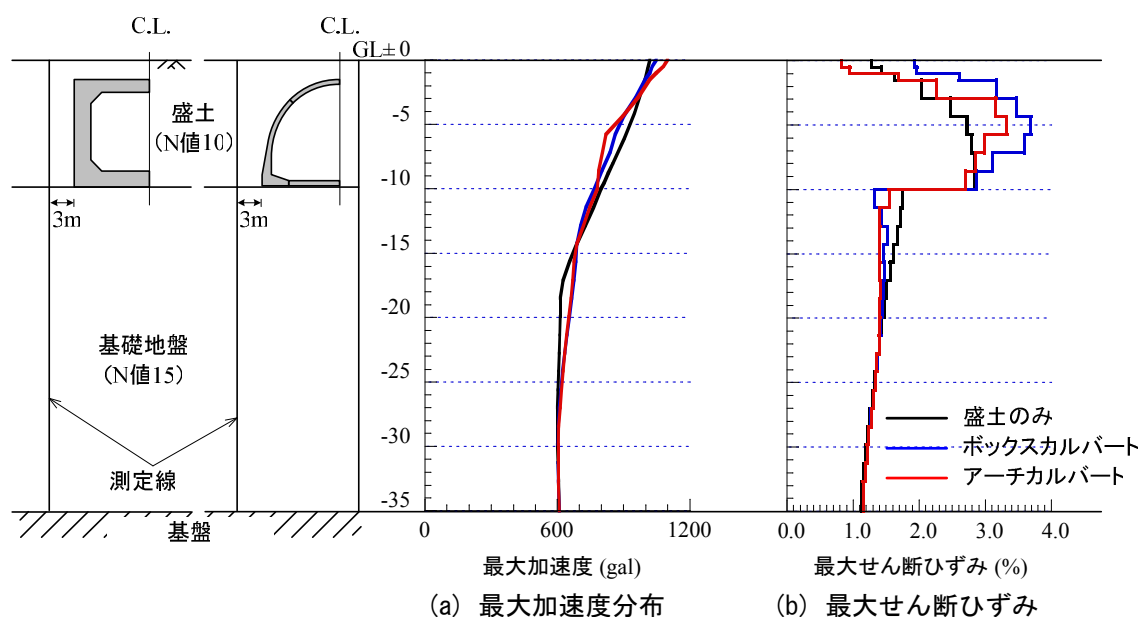 C.L.
C.L.
盛土
(N値10)
3m
3m
基礎地盤
(N値15)
測定線
基盤
GL±0
-5
-10
-15
-20
-25
-30
-35
0
600
1200
最大加速度 (gal)
(a) 最大加速度分布
盛土のみ
ボックスカルバート
アーチカルバート
0.0
1.0
2.0
3.0
4.0
最大せん断ひずみ (%)
(b) 最大せん断ひずみ